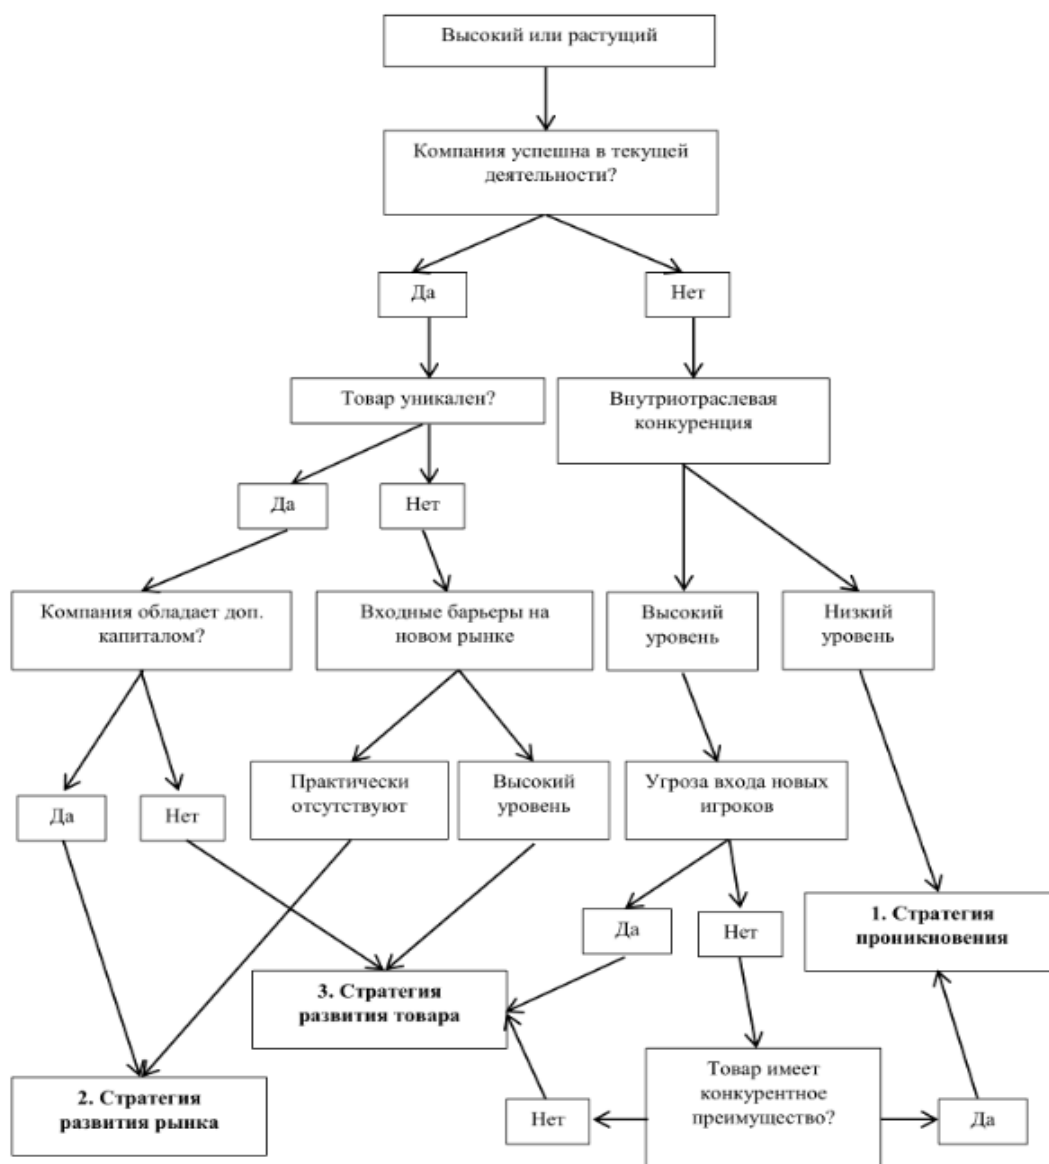 Высокий или растущий
Компания успешна в текущей
деятельности?
Да
Нет
Товар уникален?
Внутриотраслевая
конкуренция
Да
Нет
Компания обладает доп.
капиталом?
Входные барьеры на
новом рынке
Высокий
уровень
Низкий
уровень
Практически
отсутствуют
Высокий
уровень
Угроза входа новых
игроков
Да
Нет
Да
Нет
1. Стратегия
проникновения
3. Стратегия
развития товара
2. Стратегия
развития рынка
Товар имеет
конкурентное
преимущество?
Нет
Да